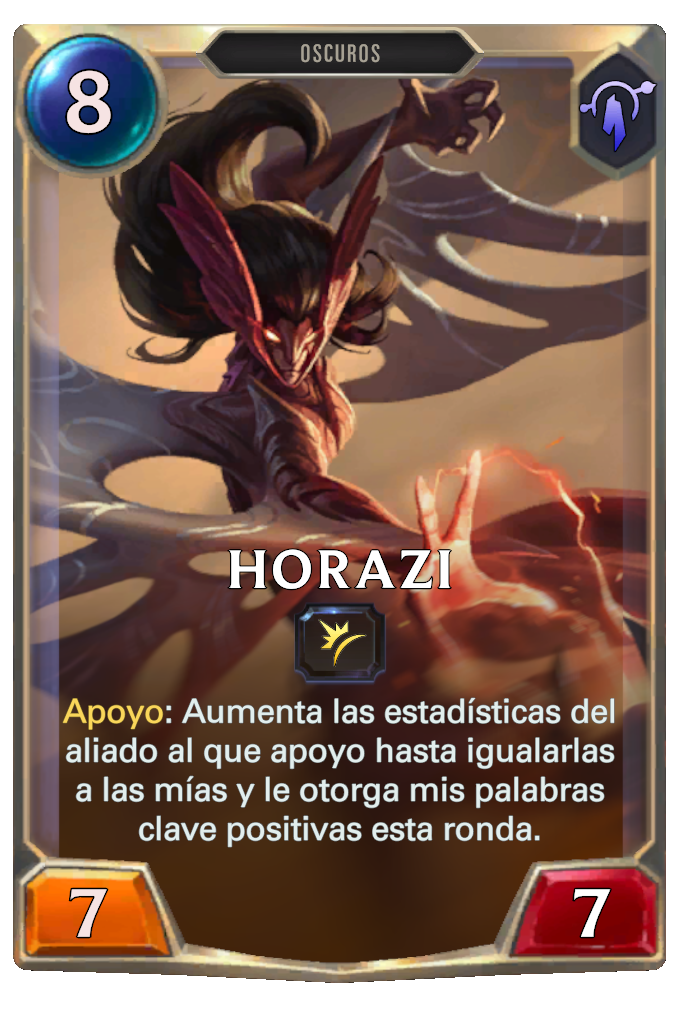 OSCUROS
8
HORAZI
Apoyo: Aumenta las estadísticas del
aliado al que apoyo hasta igualarlas
a las mías y le otorga mis palabras
clave positivas esta ronda.
7
7